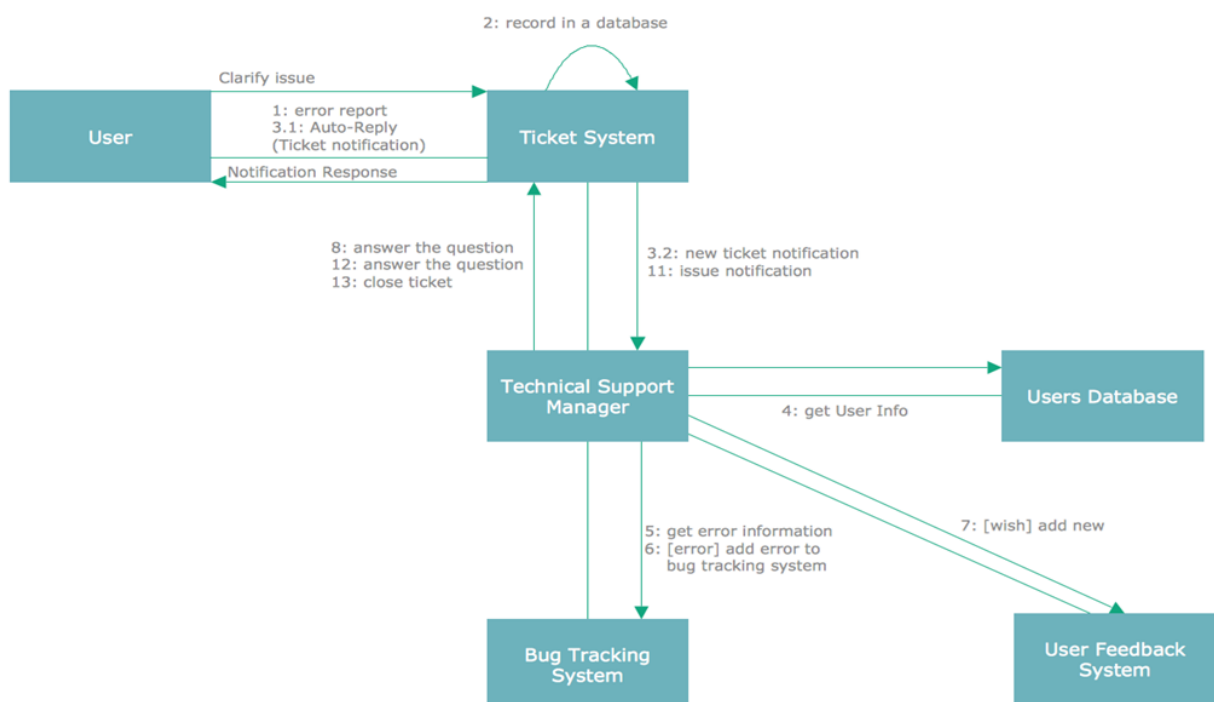 2: record in a database
Clarify issue
User
1: error report
3.1: Auto-Reply
(Ticket notification)
Ticket System
Notification Response
8: answer the question
12: answer the question
13: close ticket
3.2: new ticket notification
11: issue notification
Technical Support
Manager
Users Database
4: get User Info
5: get error information
6: [error] add error to
bug tracking system
7: [wish] add new
Bug Tracking
System
User Feedback
System